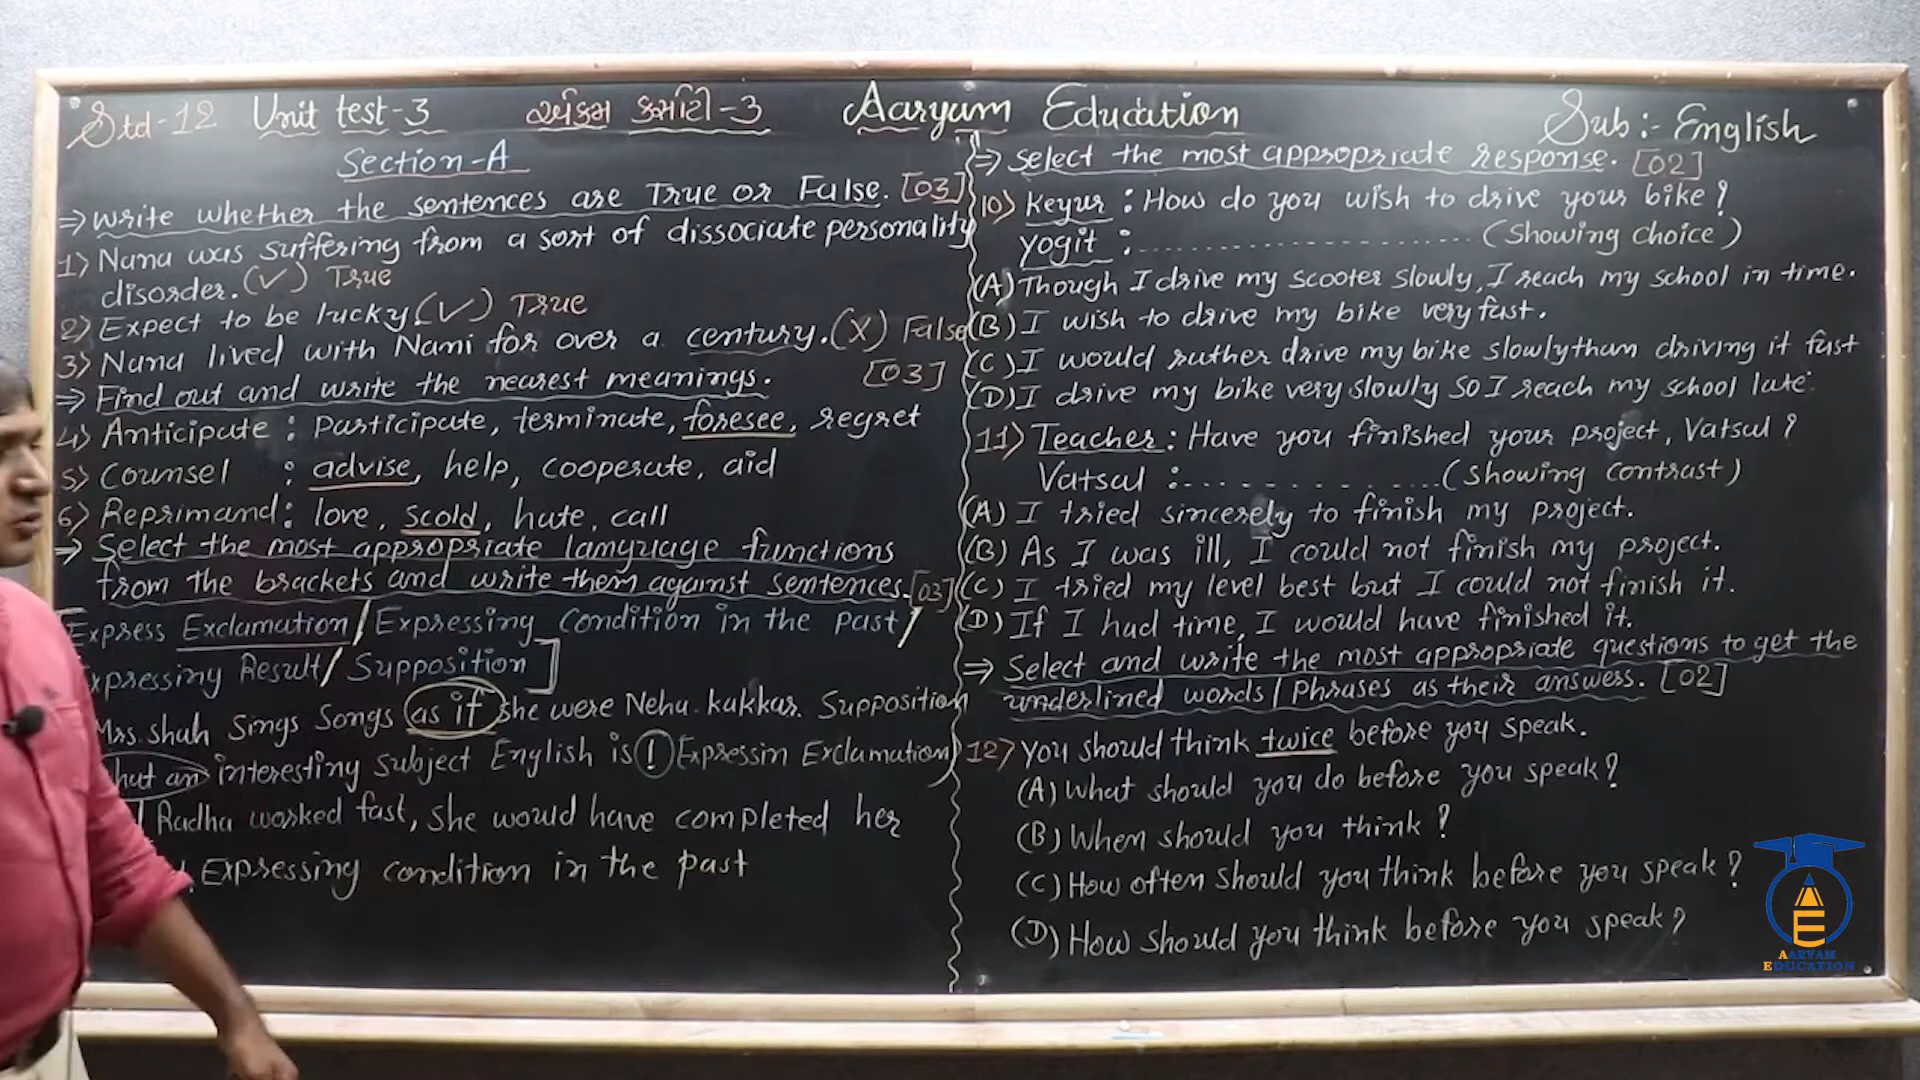 Std-12 Unit test-3 એકમ કસોટી-3 Aaryam Education Sub:- English
Section-A
⇒ Write whether the sentences are True or False. [03]
1) Nana was suffering from a sort of dissociate personality
disorder. (✓) True
2) Expect to be lucky. (✓) True
3) Nana lived with Nani for over a century. (X) False
⇒ Find out and write the nearest meanings. [03]
4) Anticipate : Participate, terminate, foresee, regret
5) Counsel : advise, help, cooperate, aid
6) Reprimand : love, scold, hate, call
⇒ Select the most appropriate language functions
from the brackets and write them against sentences. [03]
Express Exclamation / Expressing Condition in the Past /
xpressing Result / Supposition]
Mrs. shah Sings Songs as if she were Neha kakkar. Supposition
hat an interesting subject English is ! (Expressin Exclamation)
Radha worked fast, she would have completed her
. Expressing condition in the past
⇒ Select the most appropriate response. [02]
10) Keyur : How do you wish to drive your bike ?
Yogit : .................... (Showing Choice)
(A) Though I drive my scooter slowly, I reach my school in time.
(B) I wish to drive my bike very fast.
(C) I would rather drive my bike slowly than driving it fast
(D) I drive my bike very slowly so I reach my school late.
11) Teacher : Have you finished your project, Vatsal ?
Vatsal : .................... (Showing Contrast)
(A) I tried sincerely to finish my project.
(B) As I was ill, I could not finish my project.
(C) I tried my level best but I could not finish it.
(D) If I had time, I would have finished it.
⇒ Select and write the most appropriate questions to get the
underlined words / Phrases as their answers. [02]
12) You should think twice before you speak.
(A) What should you do before you speak ?
(B) When should you think ?
(C) How often should you think before you speak ?
(D) How should you think before you speak ?
AARYAM
EDUCATION